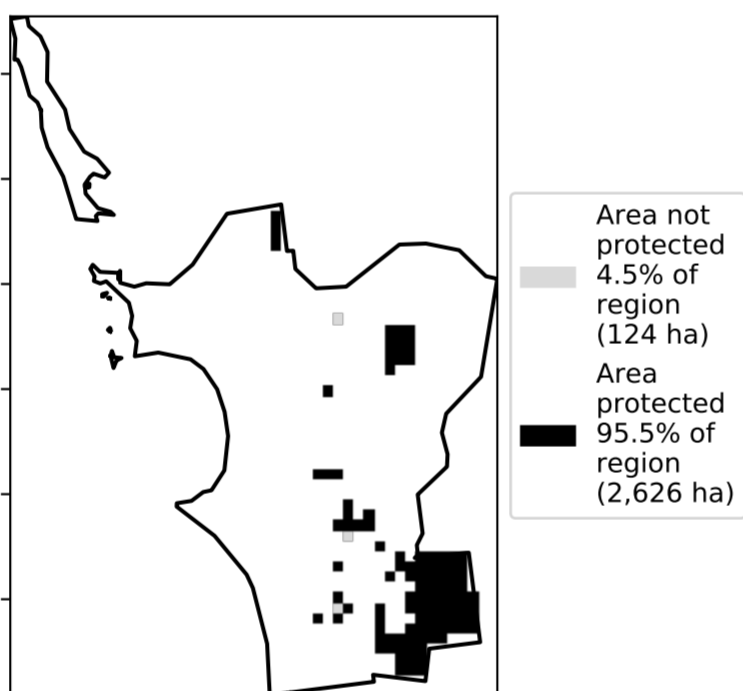 Area not
protected
4.5% of
region
(124 ha)
Area
protected
95.5% of
region
(2,626 ha)